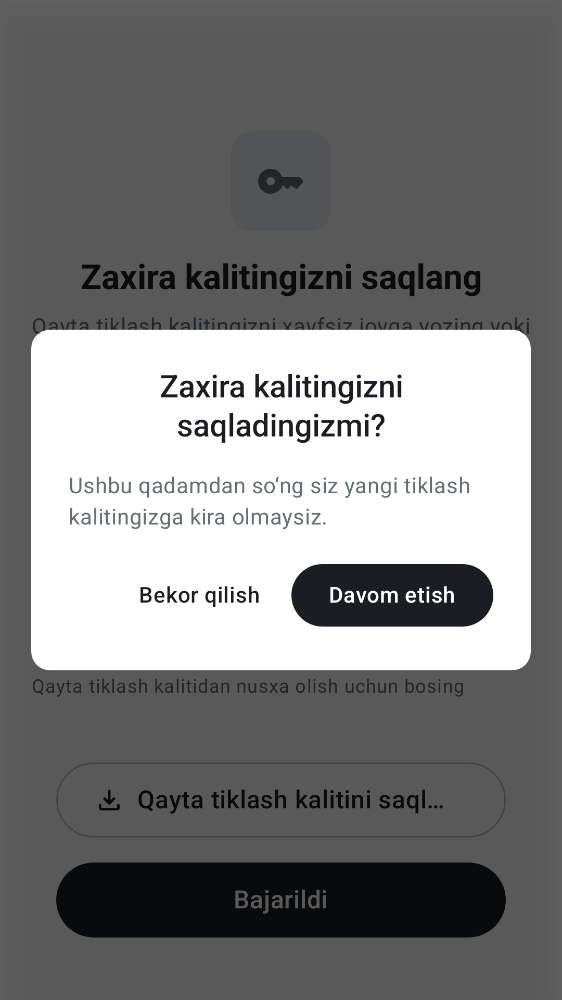 Zaxira kalitingizni saqlang
Qayta tiklash kalitingizni xavfsiz joyga yozing yoki
Zaxira kalitingizni
saqladingizmi?
Ushbu qadamdan so‘ng siz yangi tiklash
kalitingizga kira olmaysiz.
Bekor qilish
Davom etish
Qayta tiklash kalitidan nusxa olish uchun bosing
Qayta tiklash kalitini saql…
Bajarildi